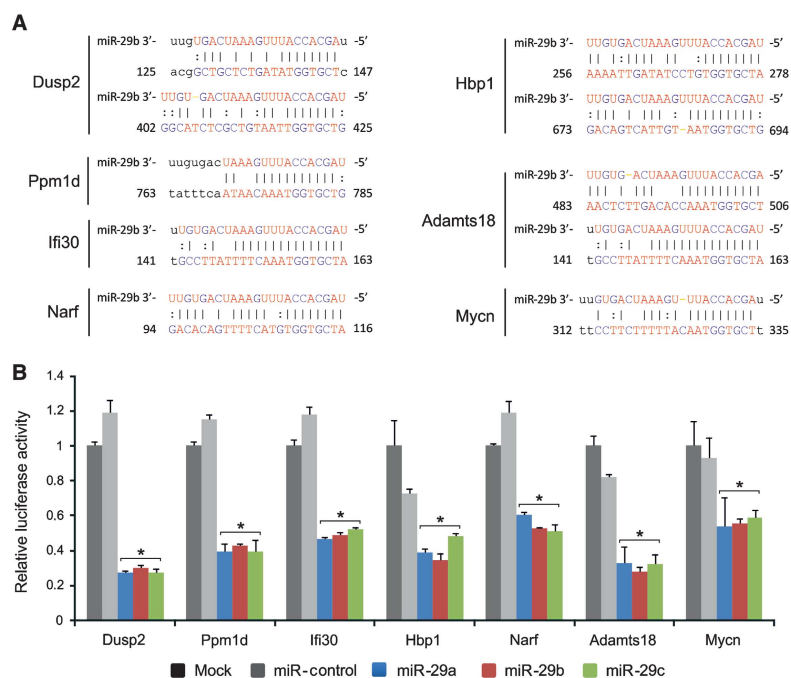 A
Dusp2
miR-29b 3'- uugUGACUAAAGUUUACCACGAu -5'
125 acgGCTGCTCTGATATGGTGCTc 147
miR-29b 3'- UUGU-GACUAAAGUUUACCACGAU -5'
402 GGCATCTCGCTGTAATTGGTGCTG 425
Ppm1d
miR-29b 3'- uugugacUAAAGUUUACCACGAU -5'
763 tatttcaATAACAAATGGTGCTG 785
Ifi30
miR-29b 3'- uUGUGACUAAAGUUUACCACGAU -5'
141 tGCCTTATTTTCAAATGGTGCTA 163
Narf
miR-29b 3'- UUGUGACUAAAGUUUACCACGAU -5'
94 GACACAGTTTTCATGTGGTGCTA 116
Hbp1
miR-29b 3'- UUGUGACUAAAGUUUACCACGAU -5'
256 AAAATTGATATCCTGTGGTGCTA 278
miR-29b 3'- UUGUGACUAAAGUUUACCACGAU -5'
673 GACAGTCATTGT-AATGGTGCTG 694
Adamts18
miR-29b 3'- UUGUG-ACUAAAGUUUACCACGA -5'
483 AACTCTTGACACCAAATGGTGCT 506
miR-29b 3'- uUGUGACUAAAGUUUACCACGAU -5'
141 tGCCTTATTTTCAAATGGTGCTA 163
Mycn
miR-29b 3'- uuGUGACUAAAGU-UUACCACGAu -5'
312 ttCCTTCTTTTTACAATGGTGCTt 335
B
Relative luciferase activity
1.4
1.2
1
0.8
0.6
0.4
0.2
0
* * * * * * *
Dusp2 Ppm1d Ifi30 Hbp1 Narf Adamts18 Mycn
Mock miR-control miR-29a miR-29b miR-29c